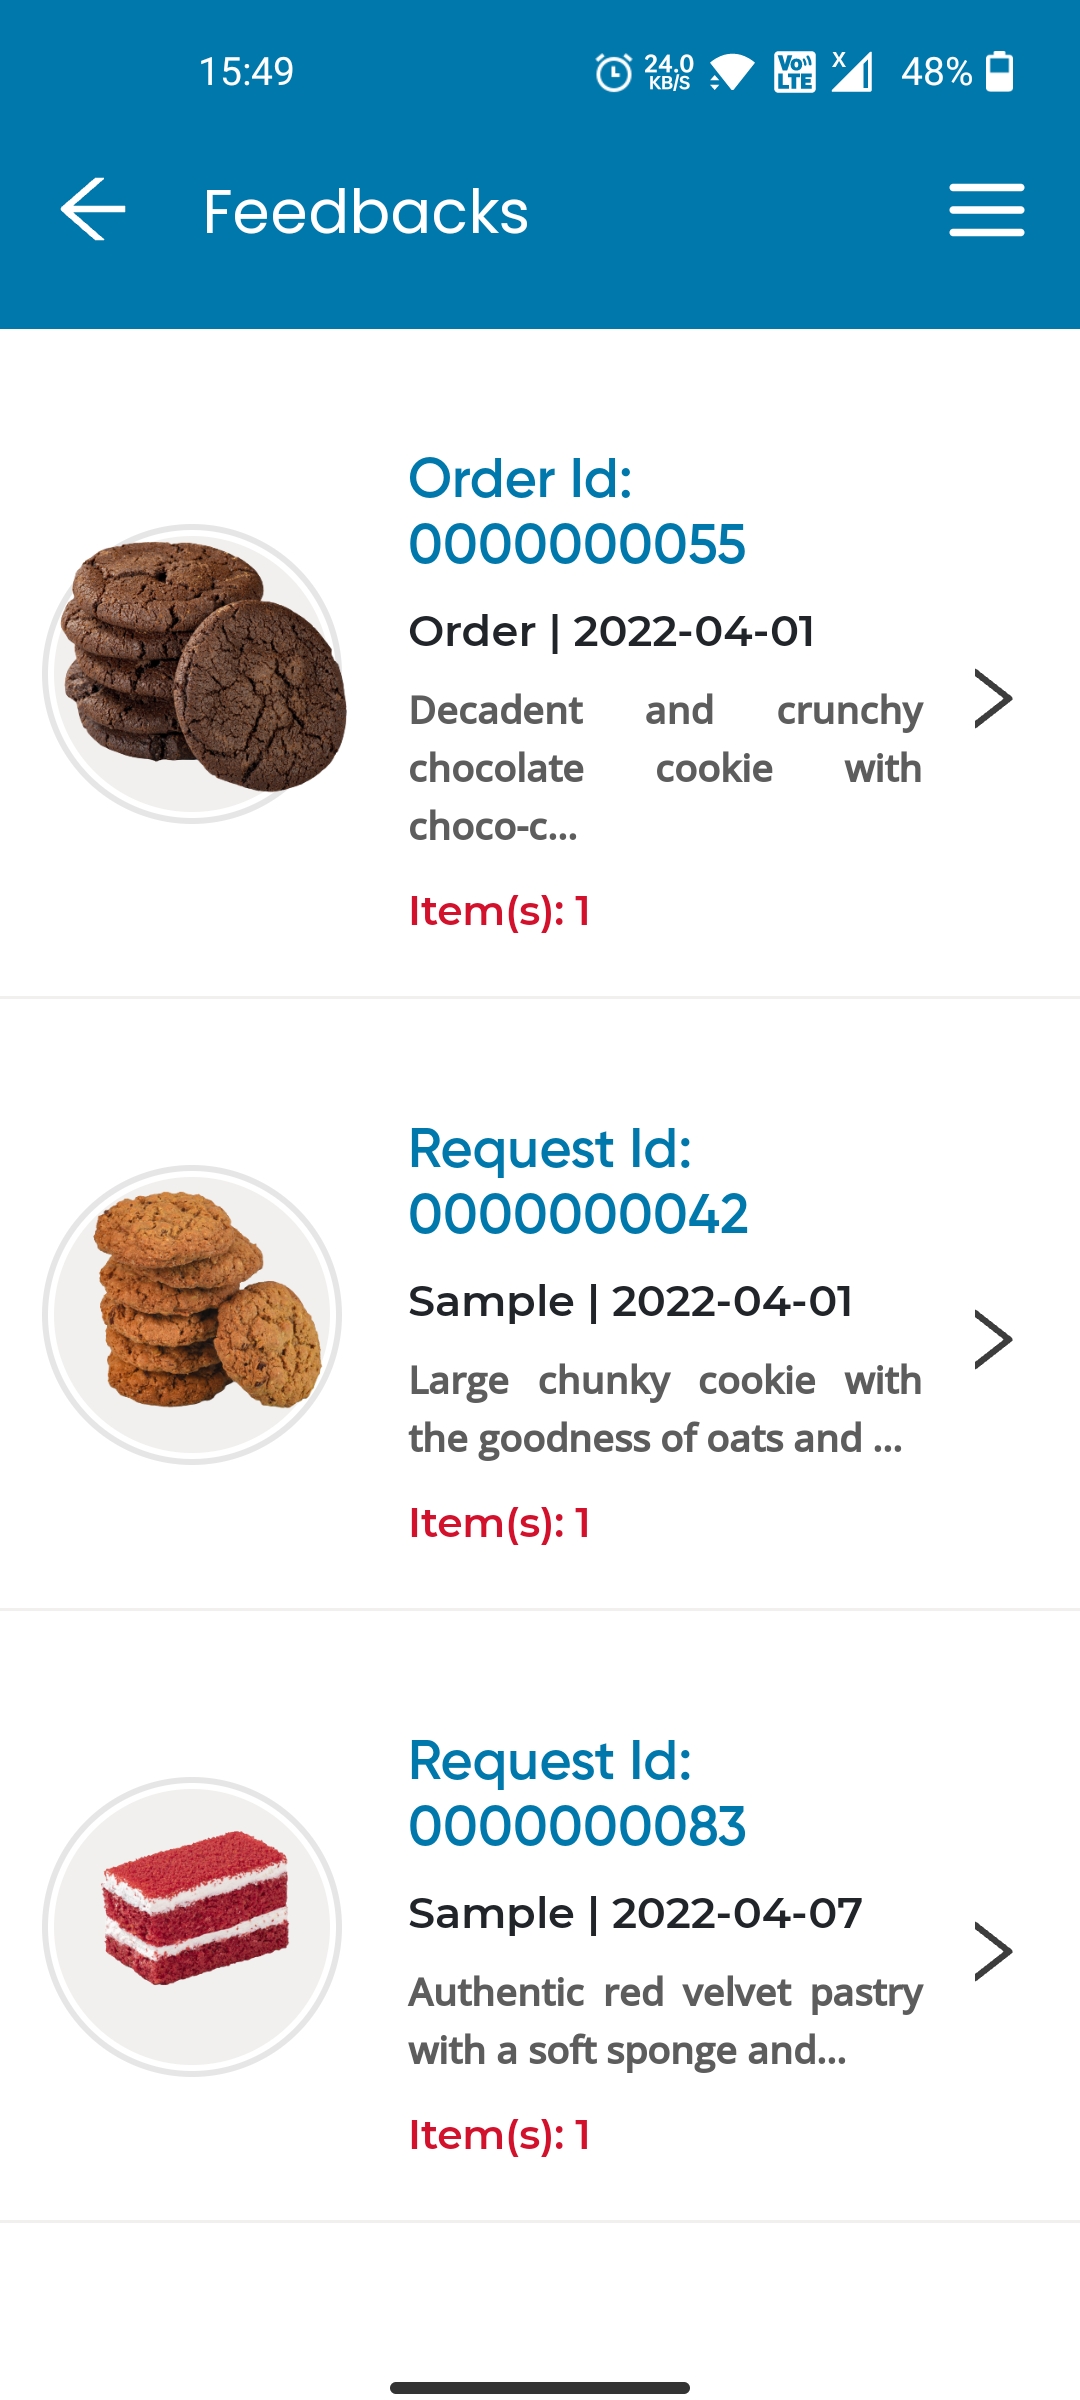 15:49
24.0
KB/S
Vo))
LTE
X
48%
Feedbacks
Order Id:
0000000055
Order | 2022-04-01
Decadent and crunchy
chocolate cookie with
choco-c...
Item(s): 1
Request Id:
0000000042
Sample | 2022-04-01
Large chunky cookie with
the goodness of oats and ...
Item(s): 1
Request Id:
0000000083
Sample | 2022-04-07
Authentic red velvet pastry
with a soft sponge and...
Item(s): 1